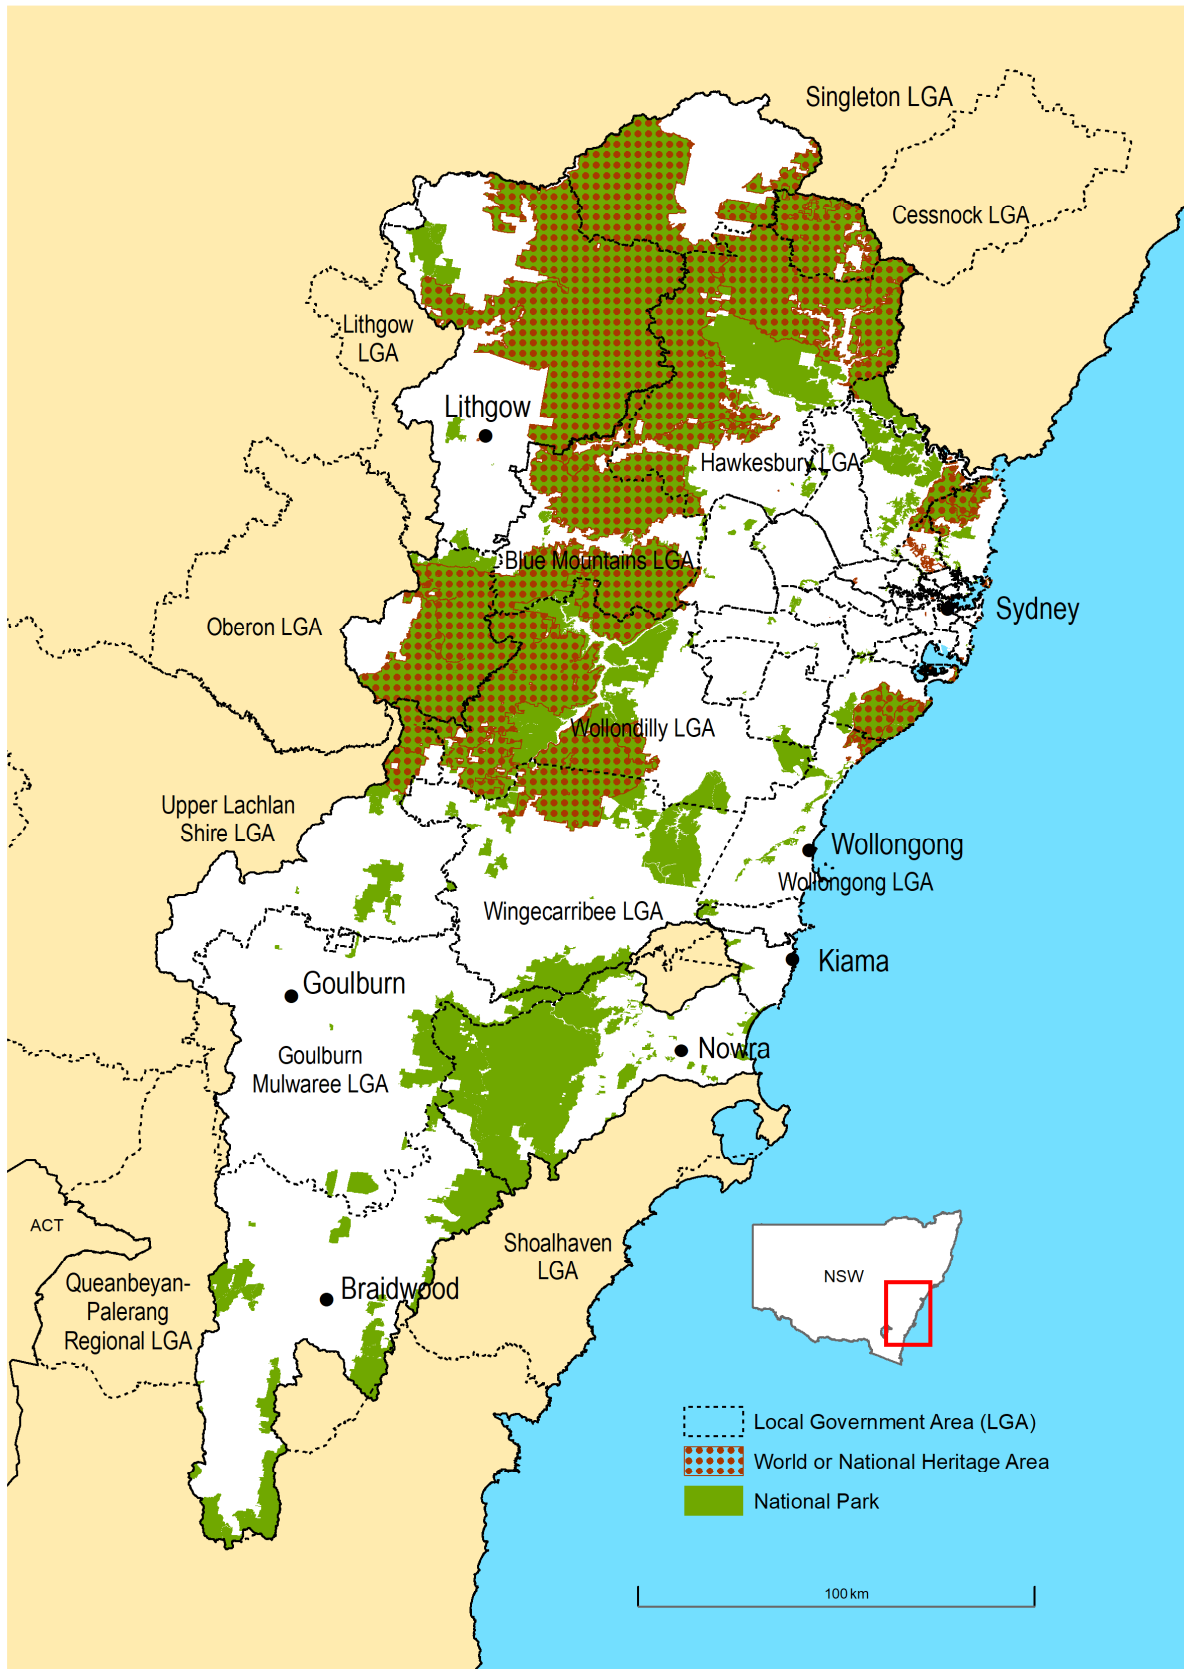 Singleton LGA
Cessnock LGA
Lithgow
LGA
Lithgow
Hawkesbury LGA
Blue Mountains LGA
Sydney
Oberon LGA
Wollondilly LGA
Upper Lachlan
Shire LGA
Wollongong
Wollongong LGA
Wingecarribee LGA
Kiama
Goulburn
Nowra
Goulburn
Mulwaree LGA
ACT
Shoalhaven
LGA
NSW
Queanbeyan-
Palerang
Regional LGA
Braidwood
Local Government Area (LGA)
World or National Heritage Area
National Park
100 km